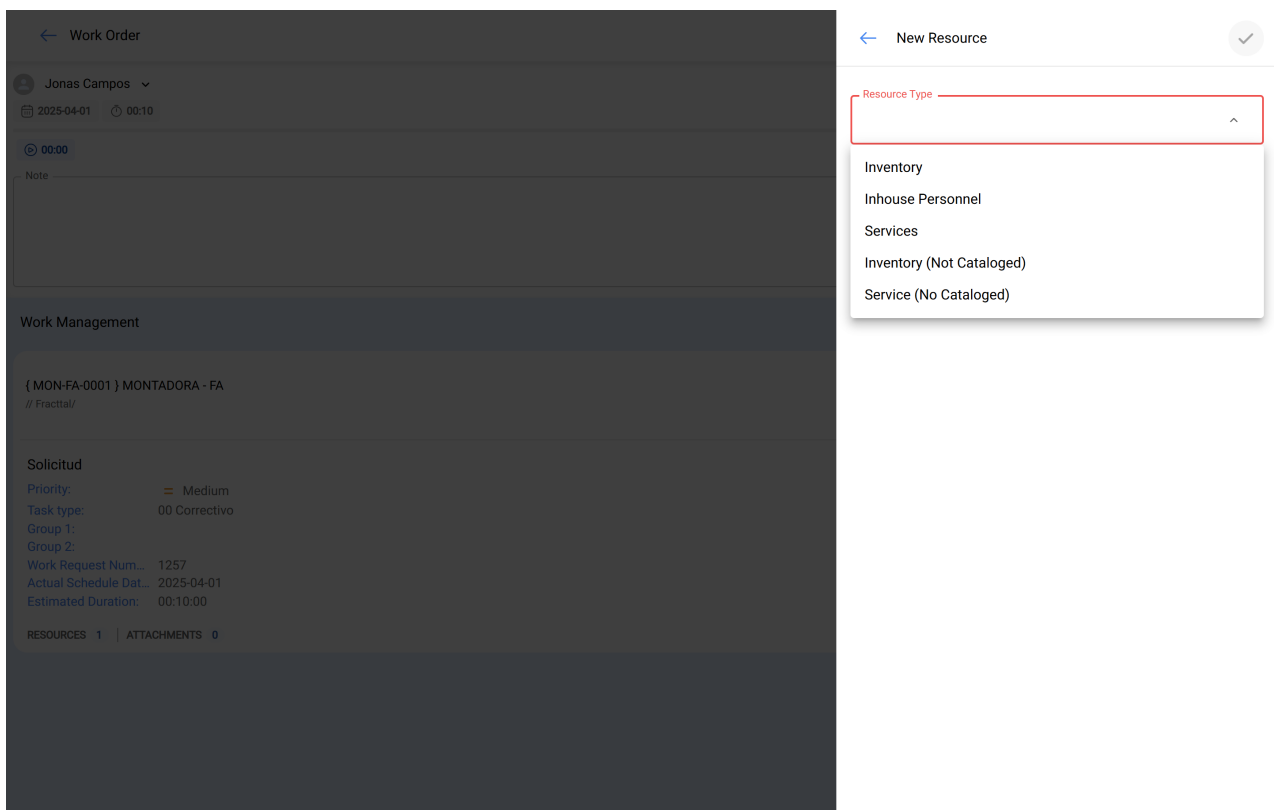 Work Order
Jonas Campos
2025-04-01 00:10
00:00
Note
Work Management
{ MON-FA-0001 } MONTADORA - FA
// Fracttal/
Solicitud
Priority: Medium
Task type: 00 Correctivo
Group 1:
Group 2:
Work Request Num... 1257
Actual Schedule Dat... 2025-04-01
Estimated Duration: 00:10:00
RESOURCES 1 | ATTACHMENTS 0
New Resource
Resource Type
Inventory
Inhouse Personnel
Services
Inventory (Not Cataloged)
Service (No Cataloged)